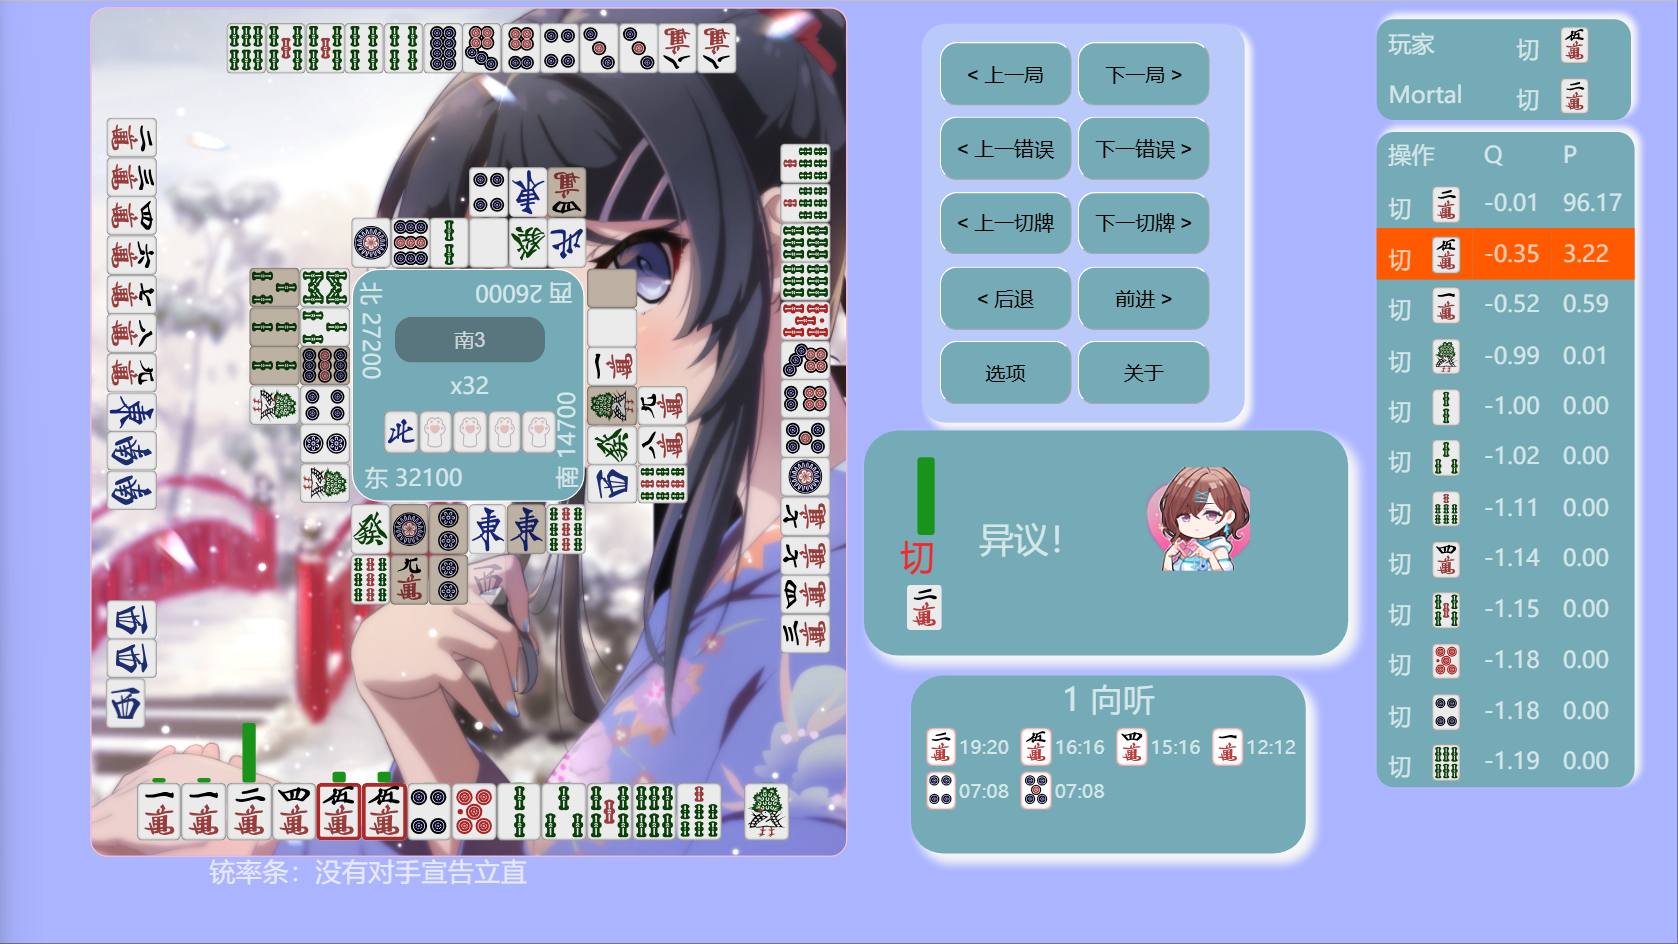 < 上一局
下一局 >
< 上一错误
下一错误 >
< 上一切牌
下一切牌 >
< 后退
前进 >
选项
关于
玩家 切
Mortal 切
操作 Q P
切 -0.01 96.17
切 -0.35 3.22
切 -0.52 0.59
切 -0.99 0.01
切 -1.00 0.00
切 -1.02 0.00
切 -1.11 0.00
切 -1.14 0.00
切 -1.15 0.00
切 -1.18 0.00
切 -1.18 0.00
切 -1.19 0.00
西 26000
北 27200
南3
x32
南 14700
东 32100
切
异议！
1 向听
19:20 16:16 15:16 12:12
07:08 07:08
铳率条：没有对手宣告立直